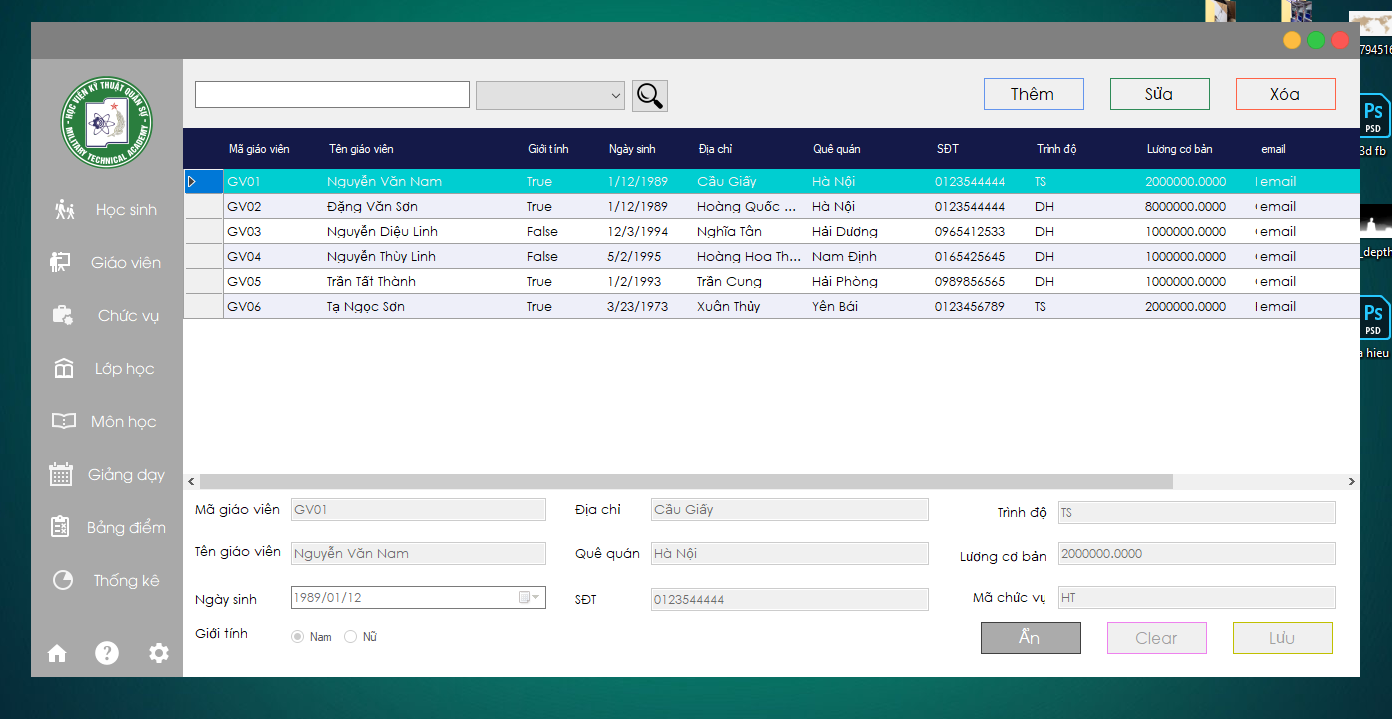 HỌC VIỆN KỸ THUẬT QUÂN SỰ
MILITARY TECHNICAL ACADEMY
Thêm Sửa Xóa
Mã giáo viên Tên giáo viên Giới tính Ngày sinh Địa chỉ Quê quán SĐT Trình độ Lương cơ bản email
GV01 Nguyễn Văn Nam True 1/12/1989 Cầu Giấy Hà Nội 0123544444 TS 2000000.0000 email
GV02 Đặng Văn Sơn True 1/12/1989 Hoàng Quốc ... Hà Nội 0123544444 DH 8000000.0000 email
GV03 Nguyễn Diệu Linh False 12/3/1994 Nghĩa Tân Hải Dương 0965412533 DH 1000000.0000 email
GV04 Nguyễn Thùy Linh False 5/2/1995 Hoàng Hoa Th... Nam Định 0165425645 DH 1000000.0000 email
GV05 Trần Tất Thành True 1/2/1993 Trần Cung Hải Phòng 0989856565 DH 1000000.0000 email
GV06 Tạ Ngọc Sơn True 3/23/1973 Xuân Thủy Yên Bái 0123456789 TS 2000000.0000 email
Học sinh
Giáo viên
Chức vụ
Lớp học
Môn học
Giảng dạy
Bảng điểm
Thống kê
Mã giáo viên GV01 Địa chỉ Cầu Giấy Trình độ TS
Tên giáo viên Nguyễn Văn Nam Quê quán Hà Nội Lương cơ bản 2000000.0000
Ngày sinh 1989/01/12 SĐT 0123544444 Mã chức vụ HT
Giới tính Nam Nữ
Ẩn Clear Lưu
794516
Ps
PSD
3d fb
_depth
Ps
PSD
a hieu